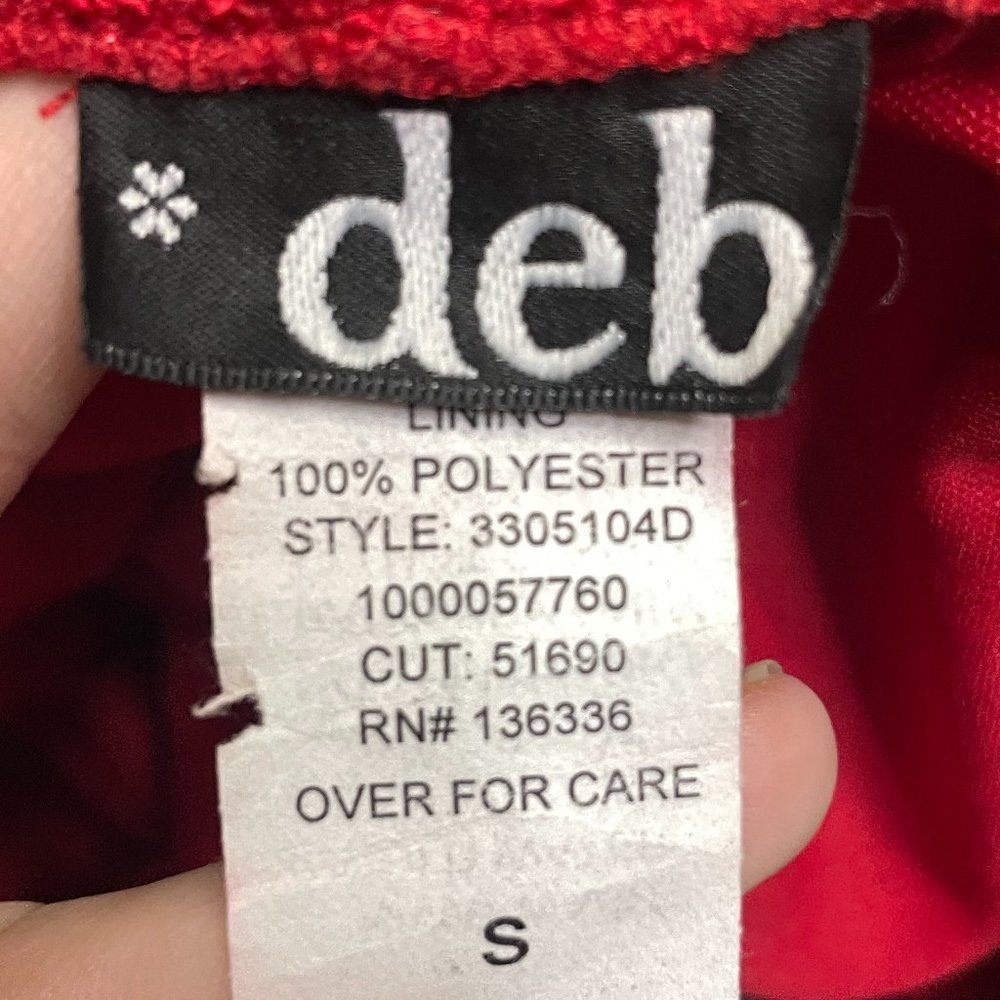 * deb
LINING
100% POLYESTER
STYLE: 3305104D
1000057760
CUT: 51690
RN# 136336
OVER FOR CARE
S